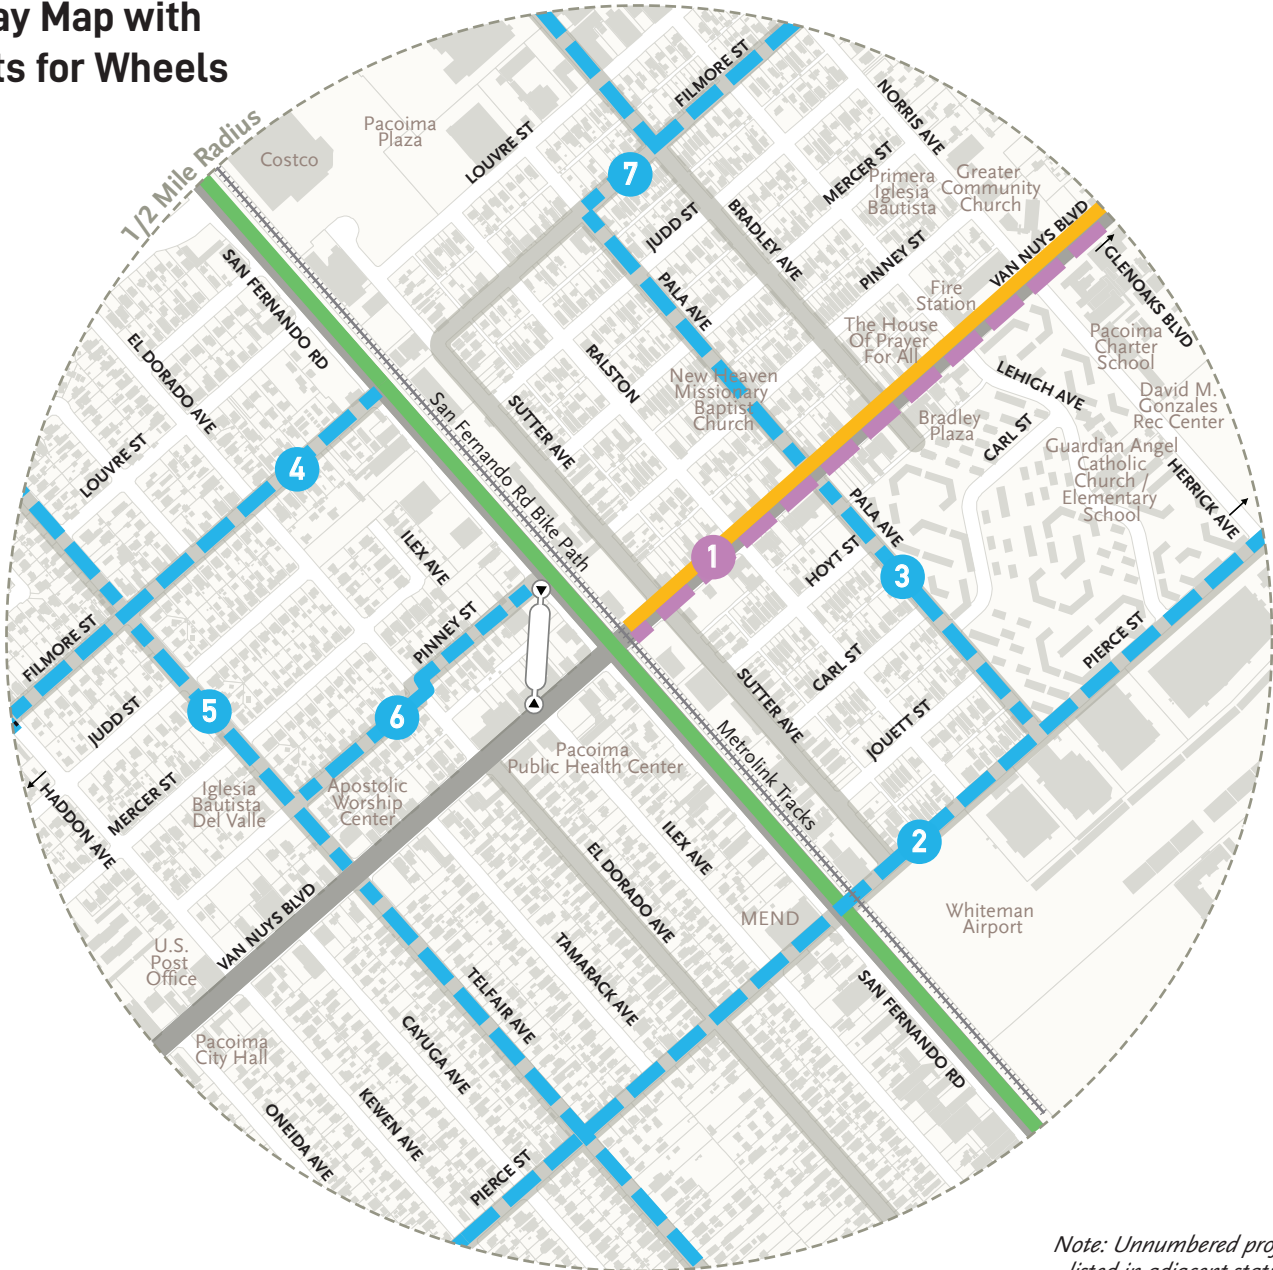 ay Map with
ts for Wheels
1/2 Mile Radius
Costco
Pacoima
Plaza
LOUVRE ST
FILMORE ST
NORRIS AVE
7
MERCER ST
Primera
Iglesia
Bautista
Greater
Community
Church
JUDD ST
BRADLEY AVE
PINNEY ST
VAN NUYS BLVD
GLENOAKS BLVD
SAN FERNANDO RD
PALA AVE
Fire
Station
The House
Of Prayer
For All
Pacoima
Charter
School
EL DORADO AVE
RALSTON
New Heaven
Missionary
Baptist
Church
LEHIGH AVE
David M.
Gonzales
Rec Center
SUTTER AVE
San Fernando Rd Bike Path
Bradley
Plaza
CARL ST
Guardian Angel
Catholic
Church /
Elementary
School
HERRICK AVE
LOUVRE ST
4
PALA AVE
ILEX AVE
1
HOYT ST
3
FILMORE ST
PINNEY ST
PIERCE ST
CARL ST
SUTTER AVE
5
6
JUDD ST
JOUETT ST
Pacoima
Public Health Center
Metrolink Tracks
HADDON AVE
MERCER ST
Iglesia
Bautista
Del Valle
Apostolic
Worship
Center
ILEX AVE
2
EL DORADO AVE
MEND
Whiteman
Airport
VAN NUYS BLVD
U.S.
Post
Office
TAMARACK AVE
TELFAIR AVE
SAN FERNANDO RD
Pacoima
City Hall
CAYUGA AVE
KEWEN AVE
ONEIDA AVE
PIERCE ST
Note: Unnumbered proj
listed in adjacent stat